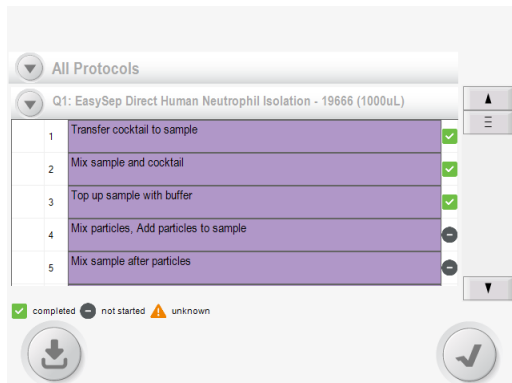 All Protocols
Q1: EasySep Direct Human Neutrophil Isolation - 19666 (1000uL)
1 Transfer cocktail to sample
2 Mix sample and cocktail
3 Top up sample with buffer
4 Mix particles, Add particles to sample
5 Mix sample after particles
completed not started unknown